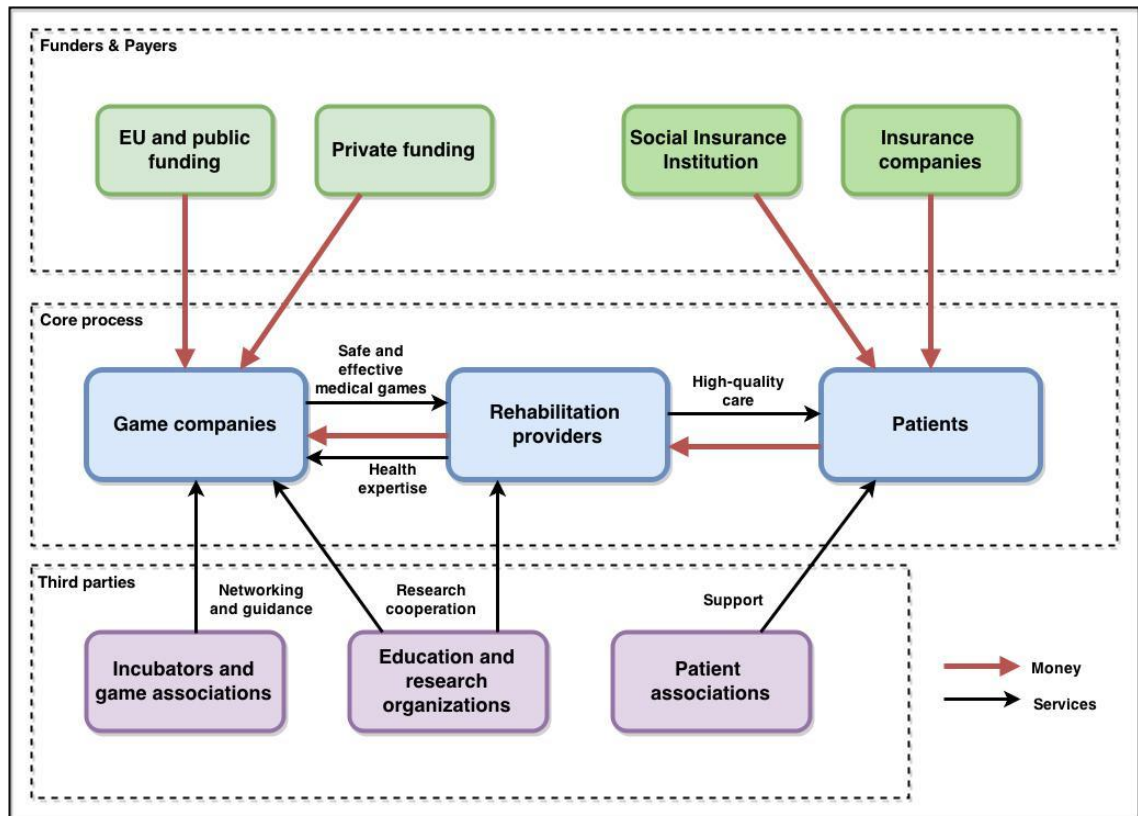 Funders & Payers
EU and public
funding
Private funding
Social Insurance
Institution
Insurance
companies
Core process
Safe and
effective
medical games
High-quality
care
Game companies
Rehabilitation
providers
Patients
Health
expertise
Third parties
Networking
and guidance
Research
cooperation
Support
Incubators and
game associations
Education and
research
organizations
Patient
associations
Money
Services